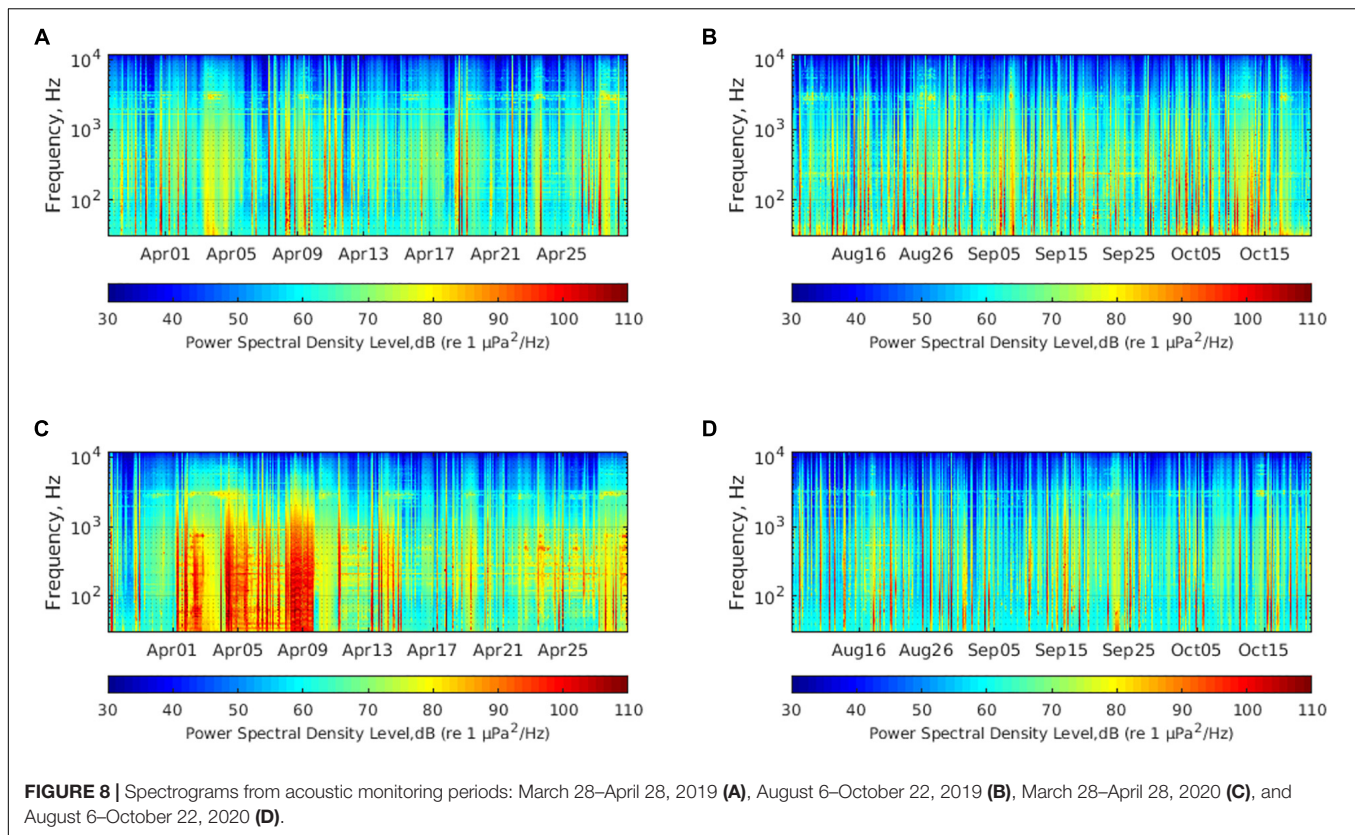 A
10^4
10^3
10^2
Frequency, Hz
Apr01 Apr05 Apr09 Apr13 Apr17 Apr21 Apr25
30 40 50 60 70 80 90 100 110
Power Spectral Density Level,dB (re 1 µPa²/Hz)
B
10^4
10^3
10^2
Frequency, Hz
Aug16 Aug26 Sep05 Sep15 Sep25 Oct05 Oct15
30 40 50 60 70 80 90 100 110
Power Spectral Density Level,dB (re 1 µPa²/Hz)
C
10^4
10^3
10^2
Frequency, Hz
Apr01 Apr05 Apr09 Apr13 Apr17 Apr21 Apr25
30 40 50 60 70 80 90 100 110
Power Spectral Density Level,dB (re 1 µPa²/Hz)
D
10^4
10^3
10^2
Frequency, Hz
Aug16 Aug26 Sep05 Sep15 Sep25 Oct05 Oct15
30 40 50 60 70 80 90 100 110
Power Spectral Density Level,dB (re 1 µPa²/Hz)
FIGURE 8 | Spectrograms from acoustic monitoring periods: March 28–April 28, 2019 (A), August 6–October 22, 2019 (B), March 28–April 28, 2020 (C), and
August 6–October 22, 2020 (D).